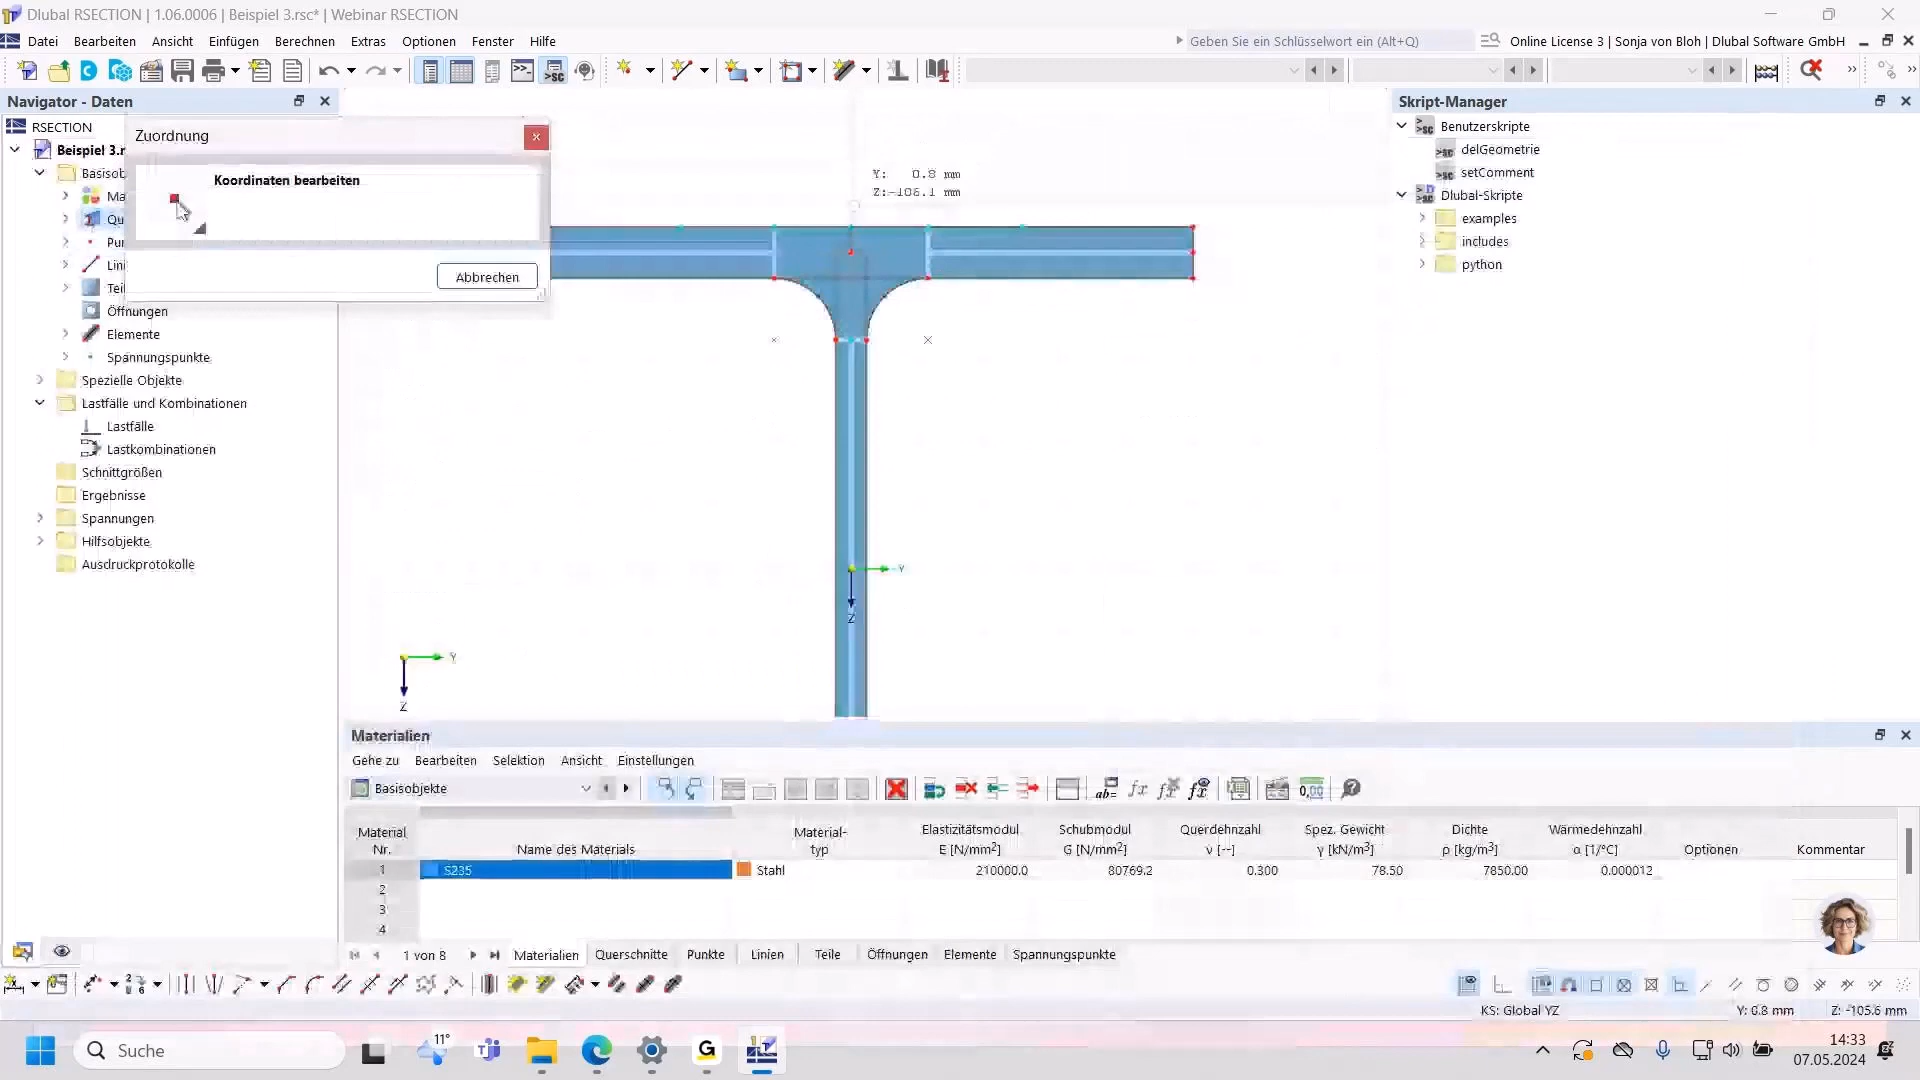 Dlubal RSECTION | 1.06.0006 | Beispiel 3.rsc* | Webinar RSECTION
Datei Bearbeiten Ansicht Einfügen Berechnen Extras Optionen Fenster Hilfe
Geben Sie ein Schlüsselwort ein (Alt+Q)
Online License 3 | Sonja von Bloh | Dlubal Software GmbH
Navigator - Daten
RSECTION
Beispiel 3.r
Basisob
Ma
Qu
Pu
Lini
Teil
Öffnungen
Elemente
Spannungspunkte
Spezielle Objekte
Lastfälle und Kombinationen
Lastfälle
Lastkombinationen
Schnittgrößen
Ergebnisse
Spannungen
Hilfsobjekte
Ausdruckprotokolle
Zuordnung
Koordinaten bearbeiten
Abbrechen
Y: 0.8 mm
Z:-106.1 mm
Y
Z
Y
Z
Skript-Manager
Benutzerskripte
delGeometrie
setComment
Dlubal-Skripte
examples
includes
python
Materialien
Gehe zu Bearbeiten Selektion Ansicht Einstellungen
Basisobjekte
Material Nr.
Name des Materials
Material-typ
Elastizitätsmodul E [N/mm²]
Schubmodul G [N/mm²]
Querdehnzahl ν [--]
Spez. Gewicht γ [kN/m³]
Dichte ρ [kg/m³]
Wärmedehnzahl α [1/°C]
Optionen
Kommentar
1 S235 Stahl 210000.0 80769.2 0.300 78.50 7850.00 0.000012
2
3
4
1 von 8 Materialien Querschnitte Punkte Linien Teile Öffnungen Elemente Spannungspunkte
KS: Global YZ Y: 0.8 mm Z: -105.6 mm
Suche
11°
14:33
07.05.2024